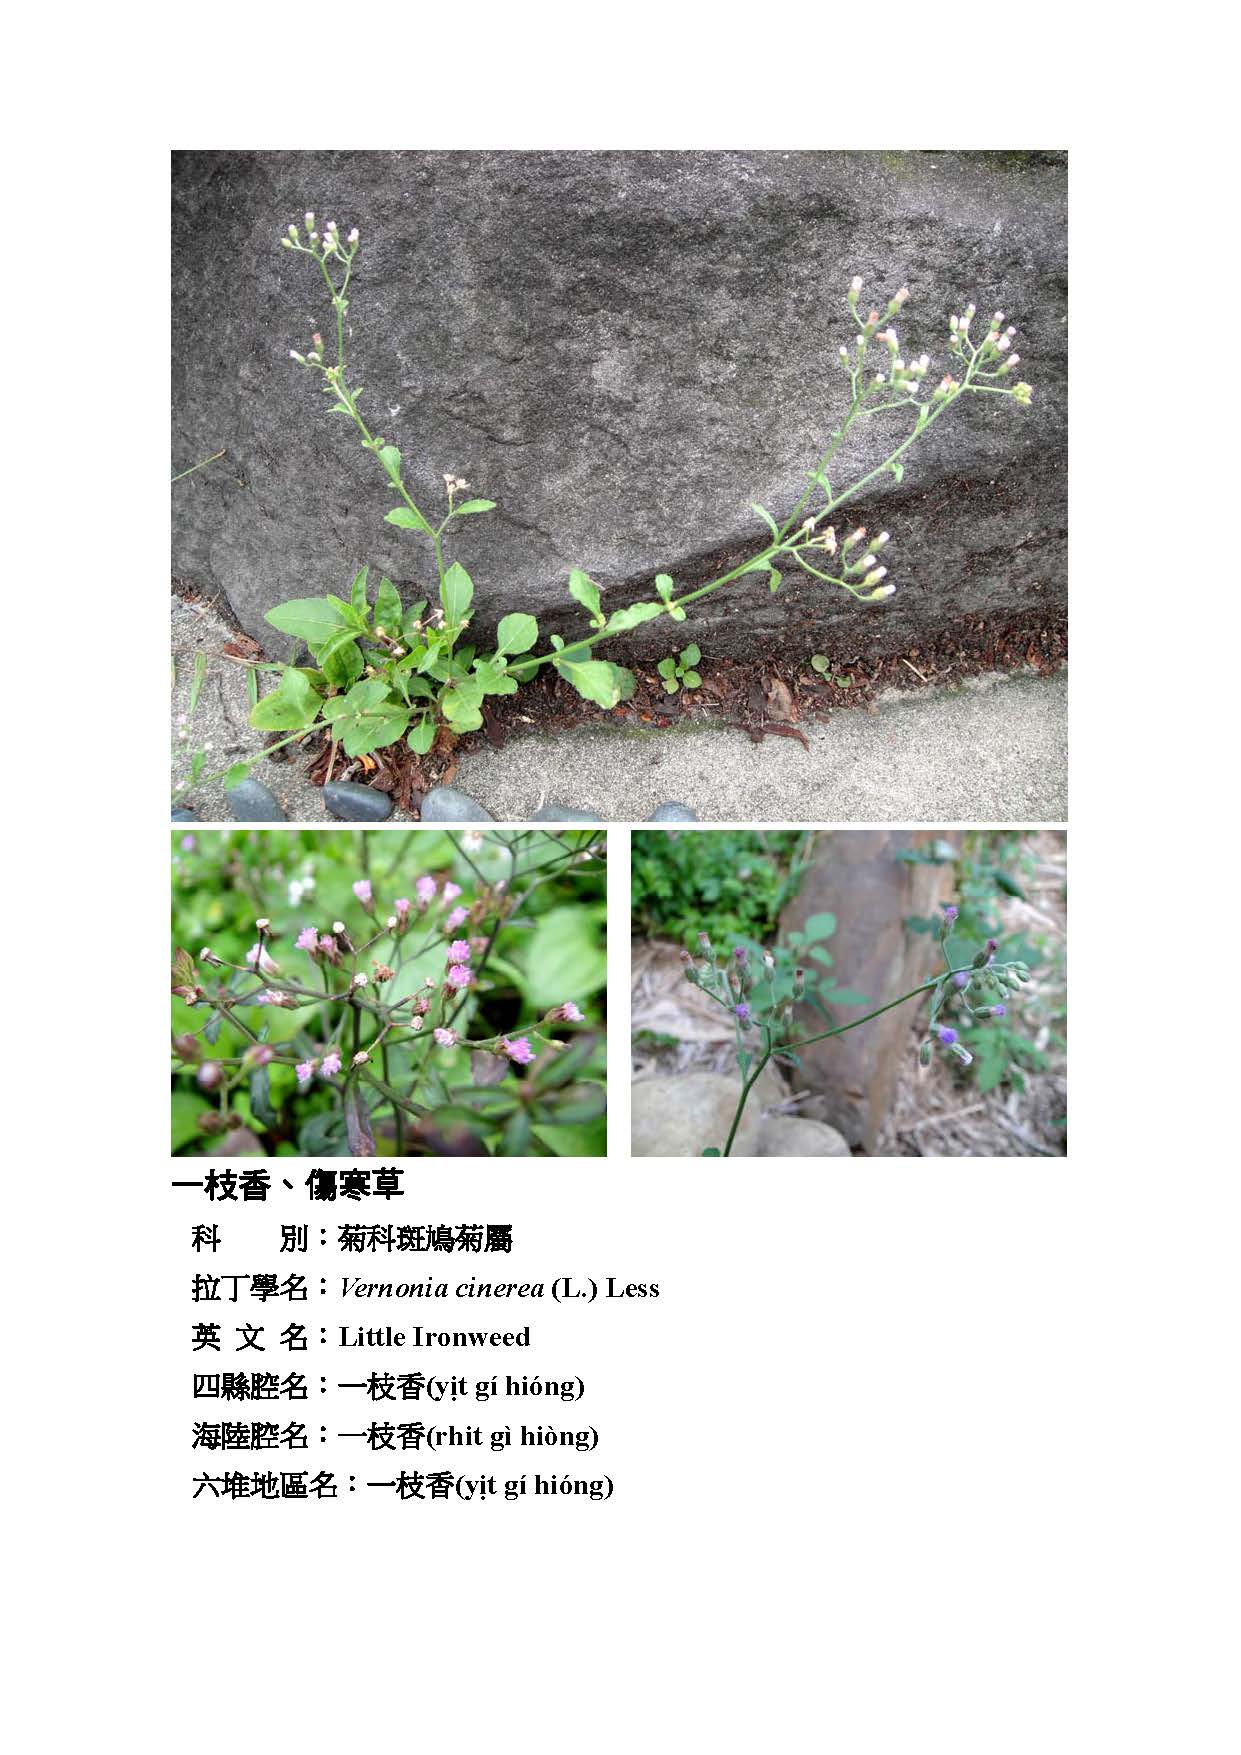 一枝香、傷寒草
科　　別：菊科斑鳩菊屬
拉丁學名：Vernonia cinerea (L.) Less
英 文 名：Little Ironweed
四縣腔名：一枝香(yịt gí hióng)
海陸腔名：一枝香(rhit gì hiòng)
六堆地區名：一枝香(yịt gí hióng)